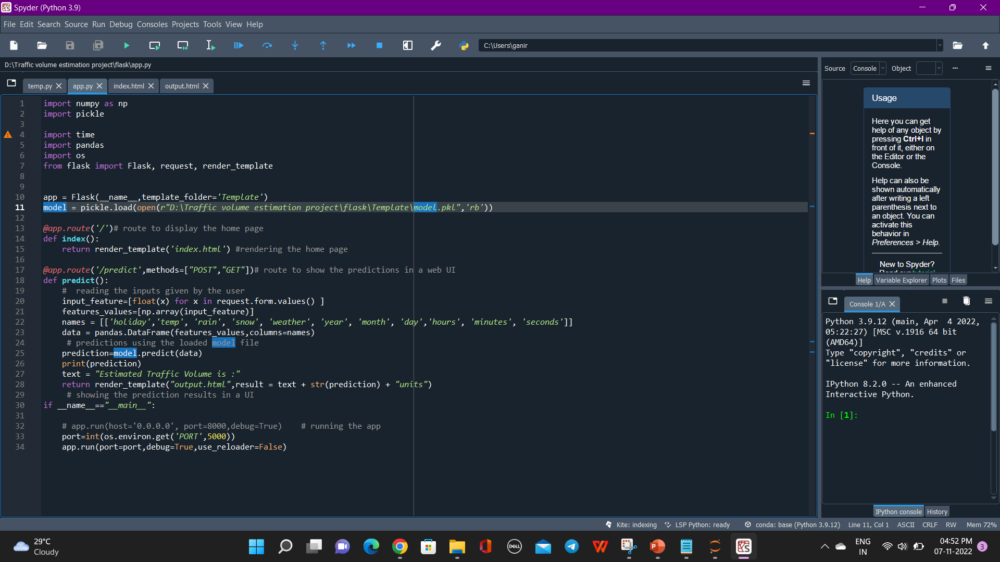 Spyder (Python 3.9)
File Edit Search Source Run Debug Consoles Projects Tools View Help
C:\Users\ganir
D:\Traffic volume estimation project\flask\app.py
temp.py app.py index.html output.html
1 import numpy as np
2 import pickle
3
4 import time
5 import pandas
6 import os
7 from flask import Flask, request, render_template
8
9
10 app = Flask(__name__,template_folder='Template')
11 model = pickle.load(open(r"D:\Traffic volume estimation project\flask\Template\model.pkl",'rb'))
12
13 @app.route('/')# route to display the home page
14 def index():
15     return render_template('index.html') #rendering the home page
16
17 @app.route('/predict',methods=["POST","GET"])# route to show the predictions in a web UI
18 def predict():
19     #  reading the inputs given by the user
20     input_feature=[float(x) for x in request.form.values() ]
21     features_values=[np.array(input_feature)]
22     names = [['holiday','temp', 'rain', 'snow', 'weather', 'year', 'month', 'day','hours', 'minutes', 'seconds']]
23     data = pandas.DataFrame(features_values,columns=names)
24      # predictions using the loaded model file
25     prediction=model.predict(data)
26     print(prediction)
27     text = "Estimated Traffic Volume is :"
28     return render_template("output.html",result = text + str(prediction) + "units")
29      # showing the prediction results in a UI
30 if __name__=="__main__":
31
32     # app.run(host='0.0.0.0', port=8000,debug=True)    # running the app
33     port=int(os.environ.get('PORT',5000))
34     app.run(port=port,debug=True,use_reloader=False)
Source Console Object
Usage
Here you can get
help of any object by
pressing Ctrl+I in
front of it, either on
the Editor or the
Console.
Help can also be
shown automatically
after writing a left
parenthesis next to
an object. You can
activate this
behavior in
Preferences > Help.
New to Spyder?
Read our tutorial
Help Variable Explorer Plots Files
Console 1/A
Python 3.9.12 (main, Apr  4 2022,
05:22:27) [MSC v.1916 64 bit
(AMD64)]
Type "copyright", "credits" or
"license" for more information.
IPython 8.2.0 -- An enhanced
Interactive Python.
In [1]:
IPython console History
Kite: indexing LSP Python: ready conda: base (Python 3.9.12) Line 11, Col 1 ASCII CRLF RW Mem 72%
29°C
Cloudy
DELL
ENG
IN
04:52 PM
07-11-2022
3